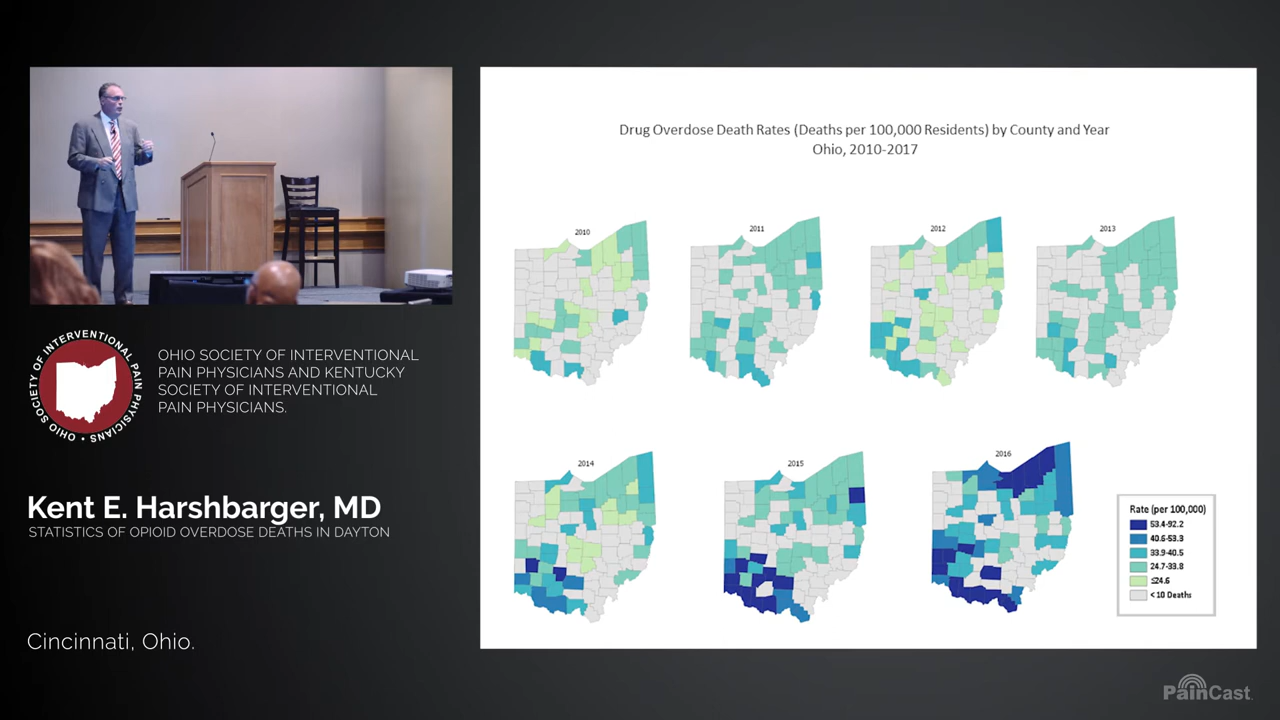 Drug Overdose Death Rates (Deaths per 100,000 Residents) by County and Year
Ohio, 2010-2017
2010
2011
2012
2013
2014
2015
2016
Rate (per 100,000)
53.4-92.2
40.6-53.3
33.9-40.5
24.7-33.8
≤24.6
< 10 Deaths
OHIO SOCIETY OF INTERVENTIONAL PAIN PHYSICIANS •
OHIO SOCIETY OF INTERVENTIONAL
PAIN PHYSICIANS AND KENTUCKY
SOCIETY OF INTERVENTIONAL
PAIN PHYSICIANS.
Kent E. Harshbarger, MD
STATISTICS OF OPIOID OVERDOSE DEATHS IN DAYTON
Cincinnati, Ohio.
PainCast